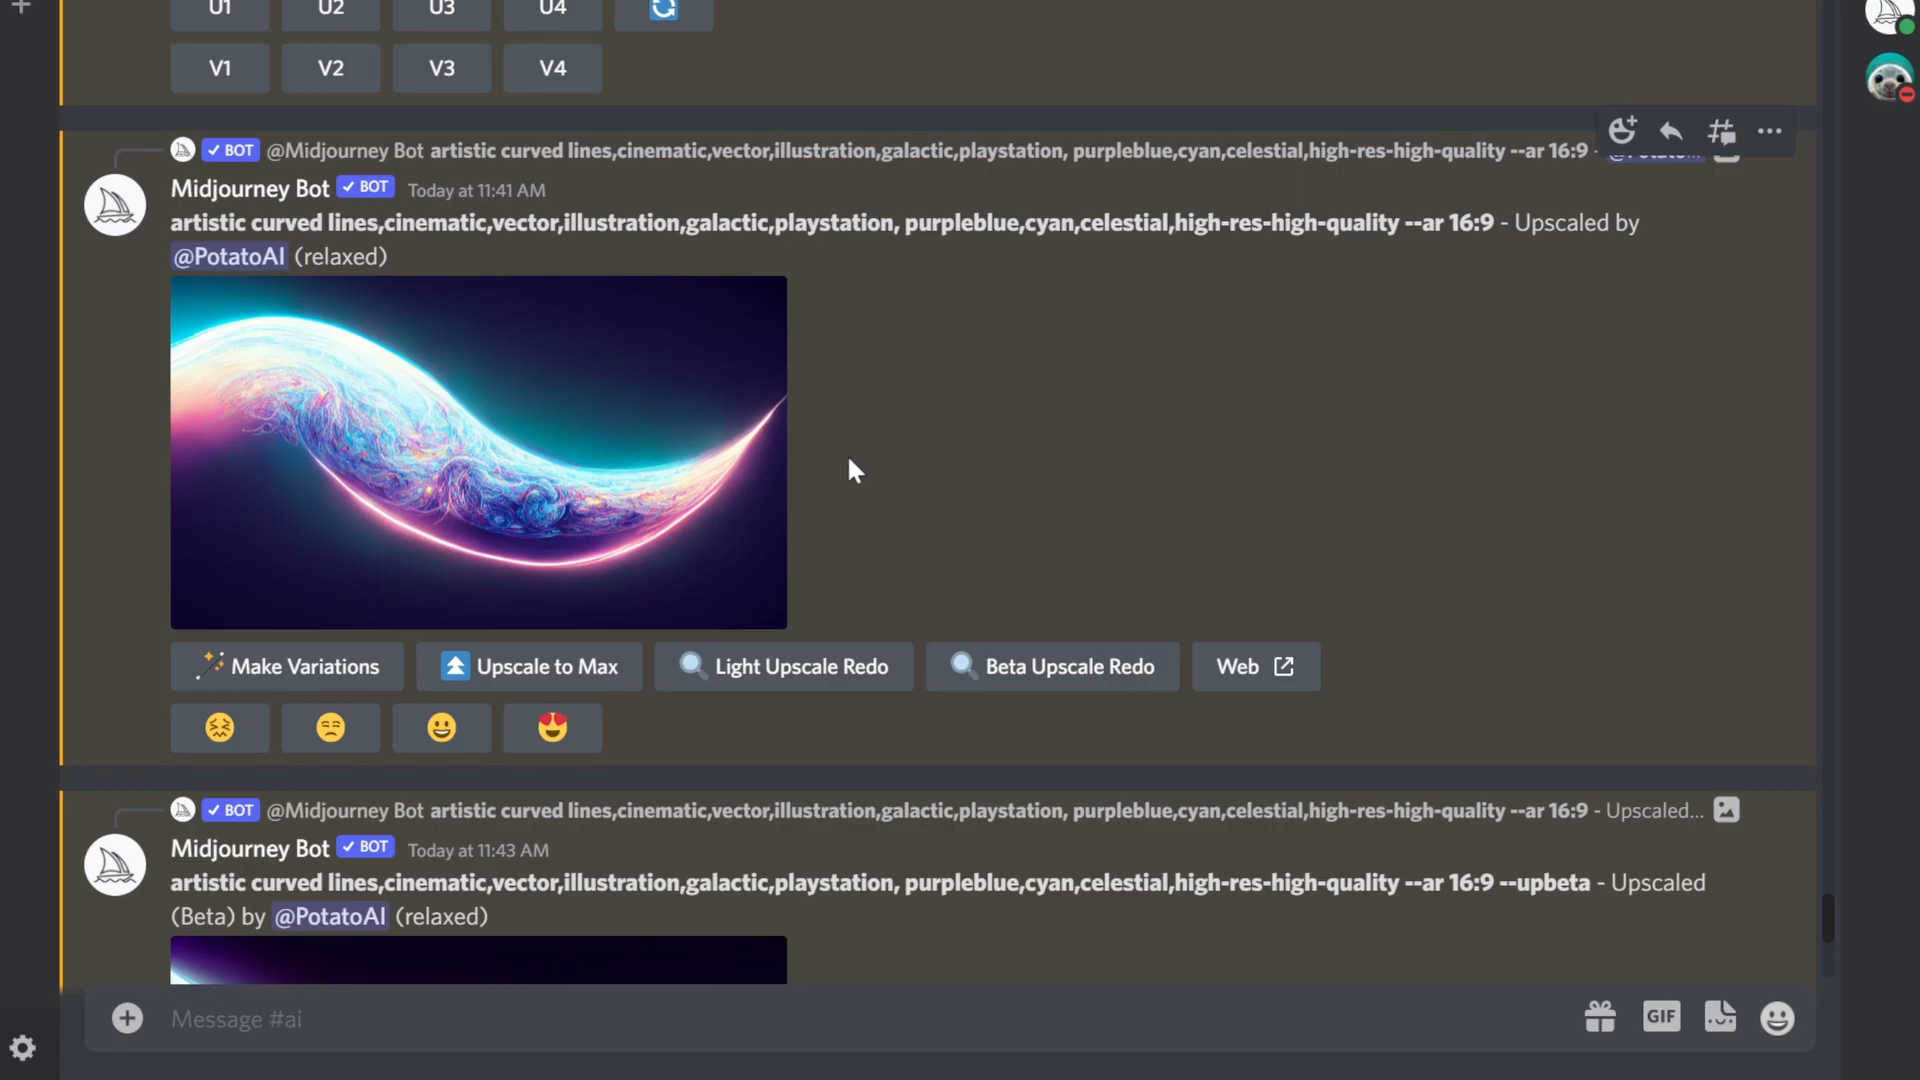 U1 U2 U3 U4
V1 V2 V3 V4
BOT @Midjourney Bot artistic curved lines,cinematic,vector,illustration,galactic,playstation, purpleblue,cyan,celestial,high-res-high-quality --ar 16:9 -
Midjourney Bot BOT Today at 11:41 AM
artistic curved lines,cinematic,vector,illustration,galactic,playstation, purpleblue,cyan,celestial,high-res-high-quality --ar 16:9 - Upscaled by
@PotatoAI (relaxed)
Make Variations Upscale to Max Light Upscale Redo Beta Upscale Redo Web
BOT @Midjourney Bot artistic curved lines,cinematic,vector,illustration,galactic,playstation, purpleblue,cyan,celestial,high-res-high-quality --ar 16:9 - Upscaled...
Midjourney Bot BOT Today at 11:43 AM
artistic curved lines,cinematic,vector,illustration,galactic,playstation, purpleblue,cyan,celestial,high-res-high-quality --ar 16:9 --upbeta - Upscaled
(Beta) by @PotatoAI (relaxed)
Message #ai GIF